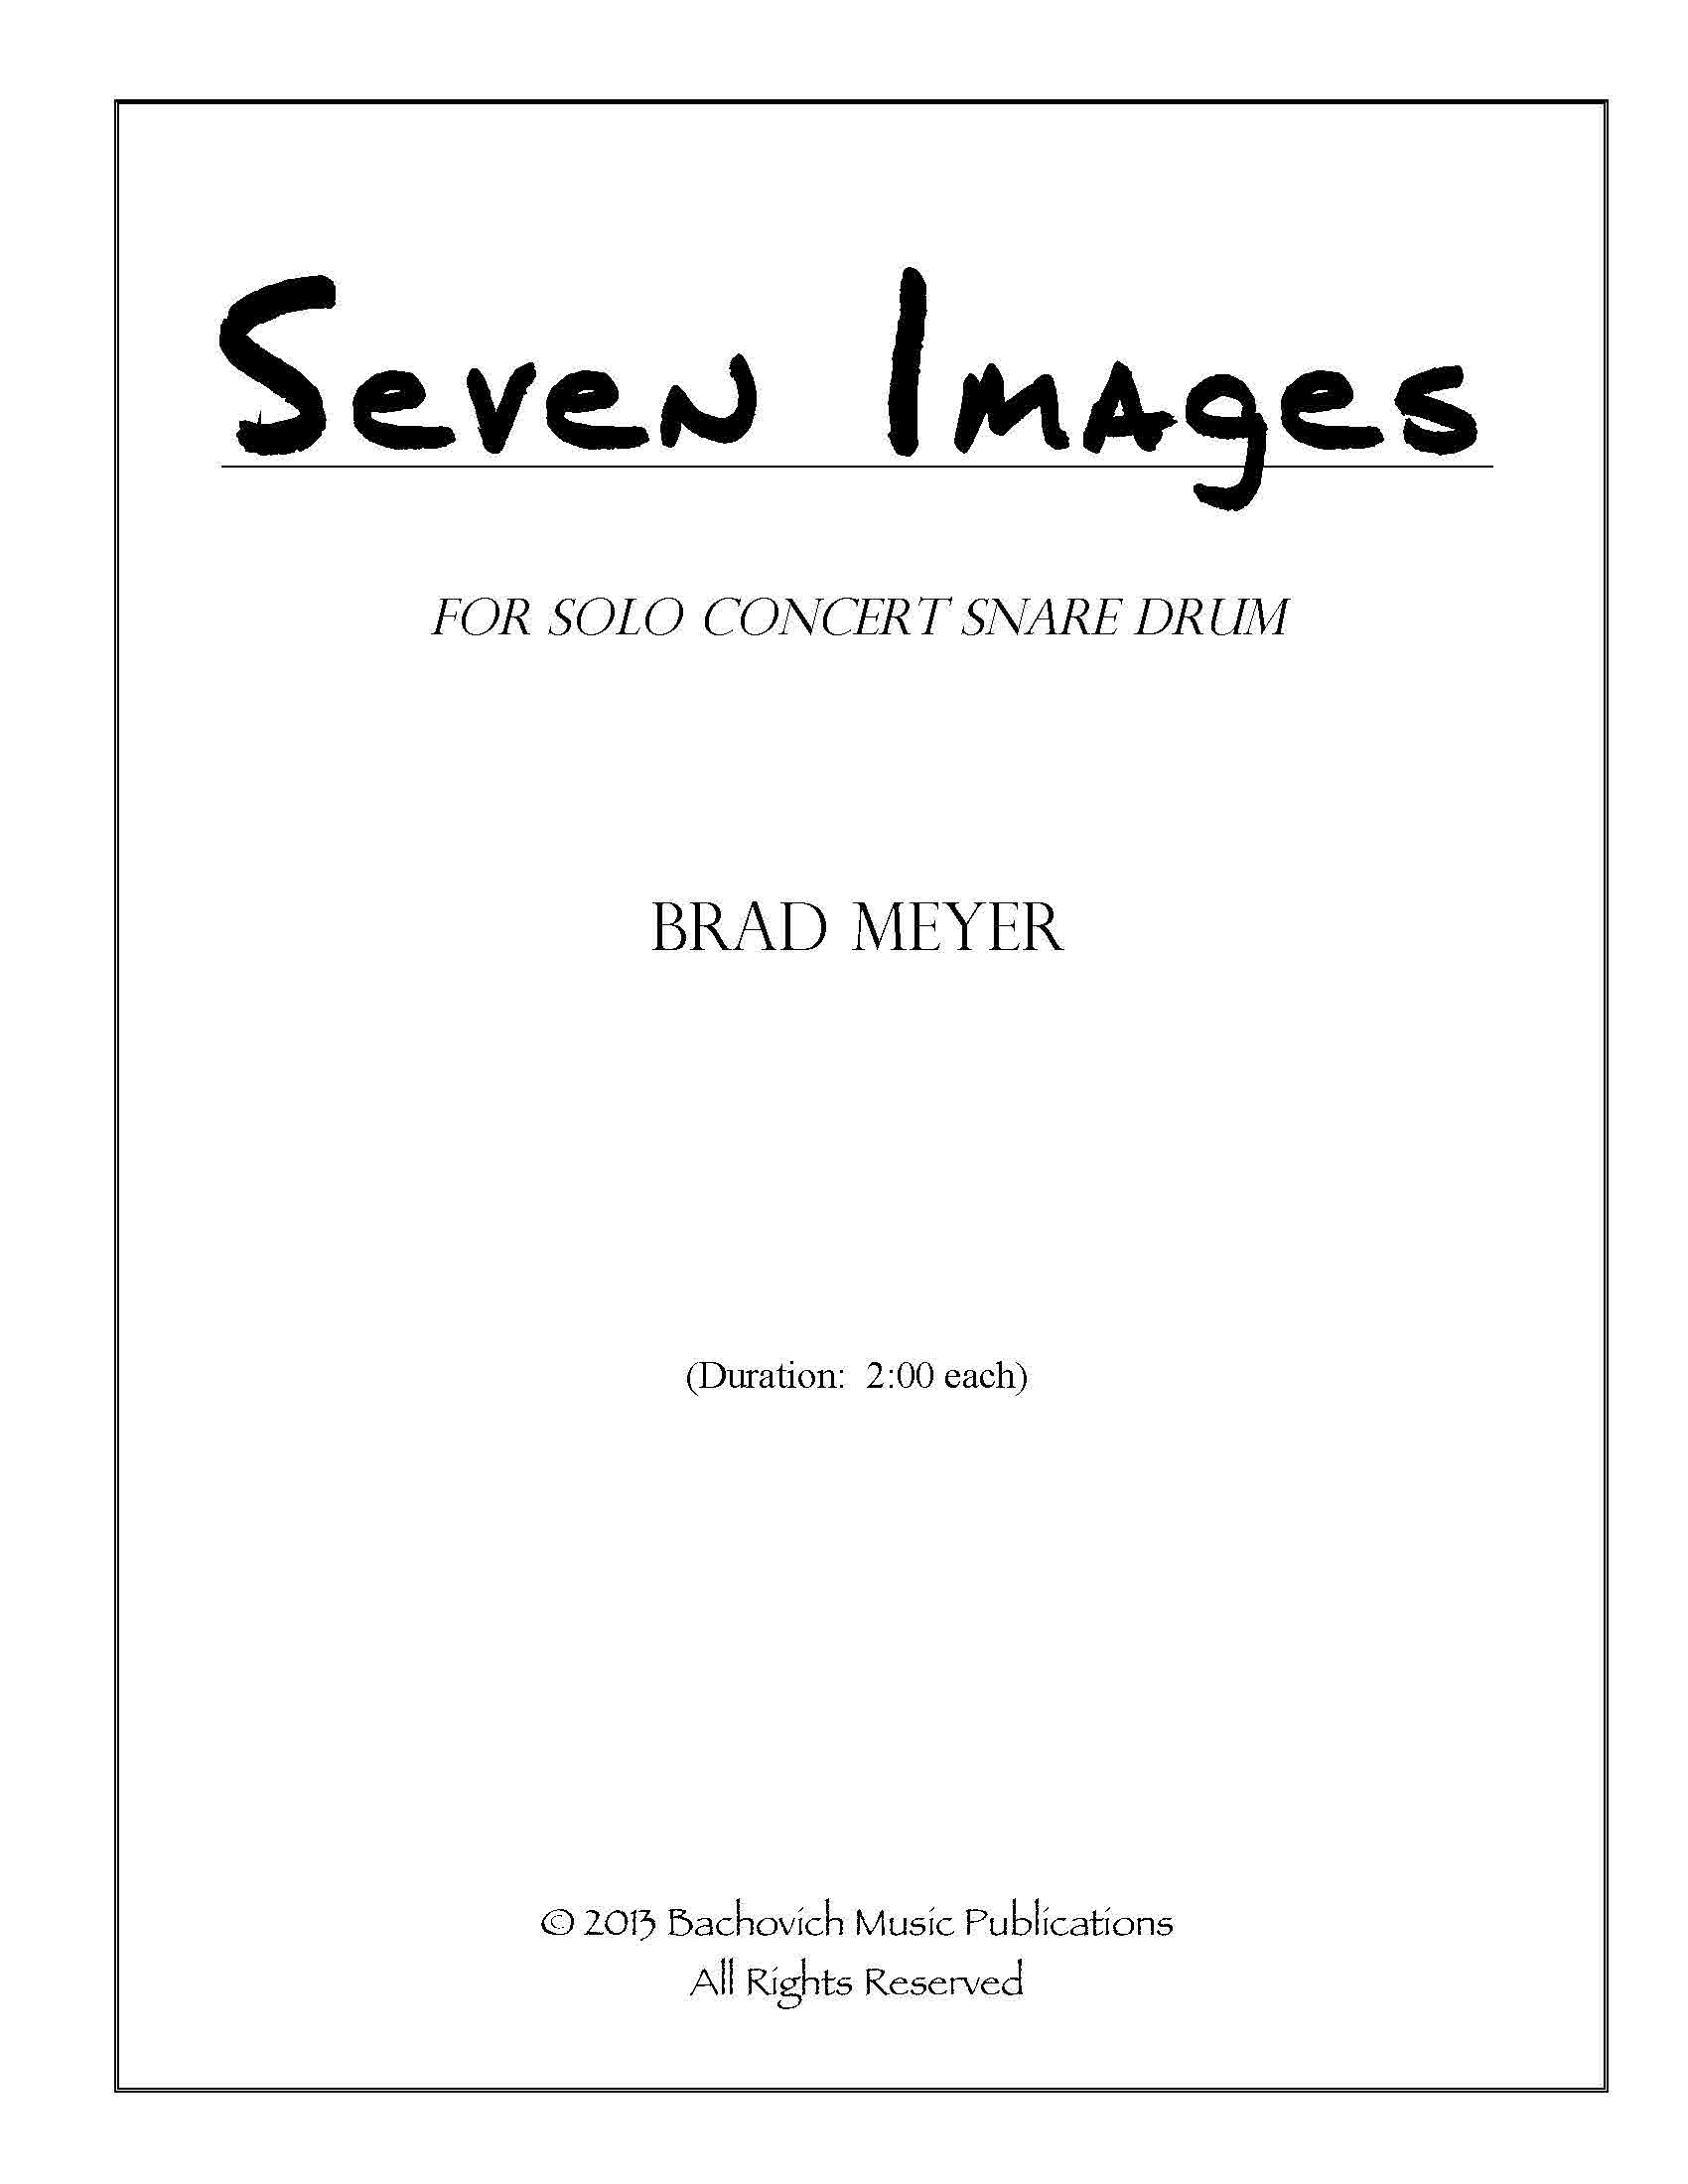 Seven Images
FOR SOLO CONCERT SNARE DRUM
BRAD MEYER
(Duration:  2:00 each)
© 2013 Bachovich Music Publications
All Rights Reserved